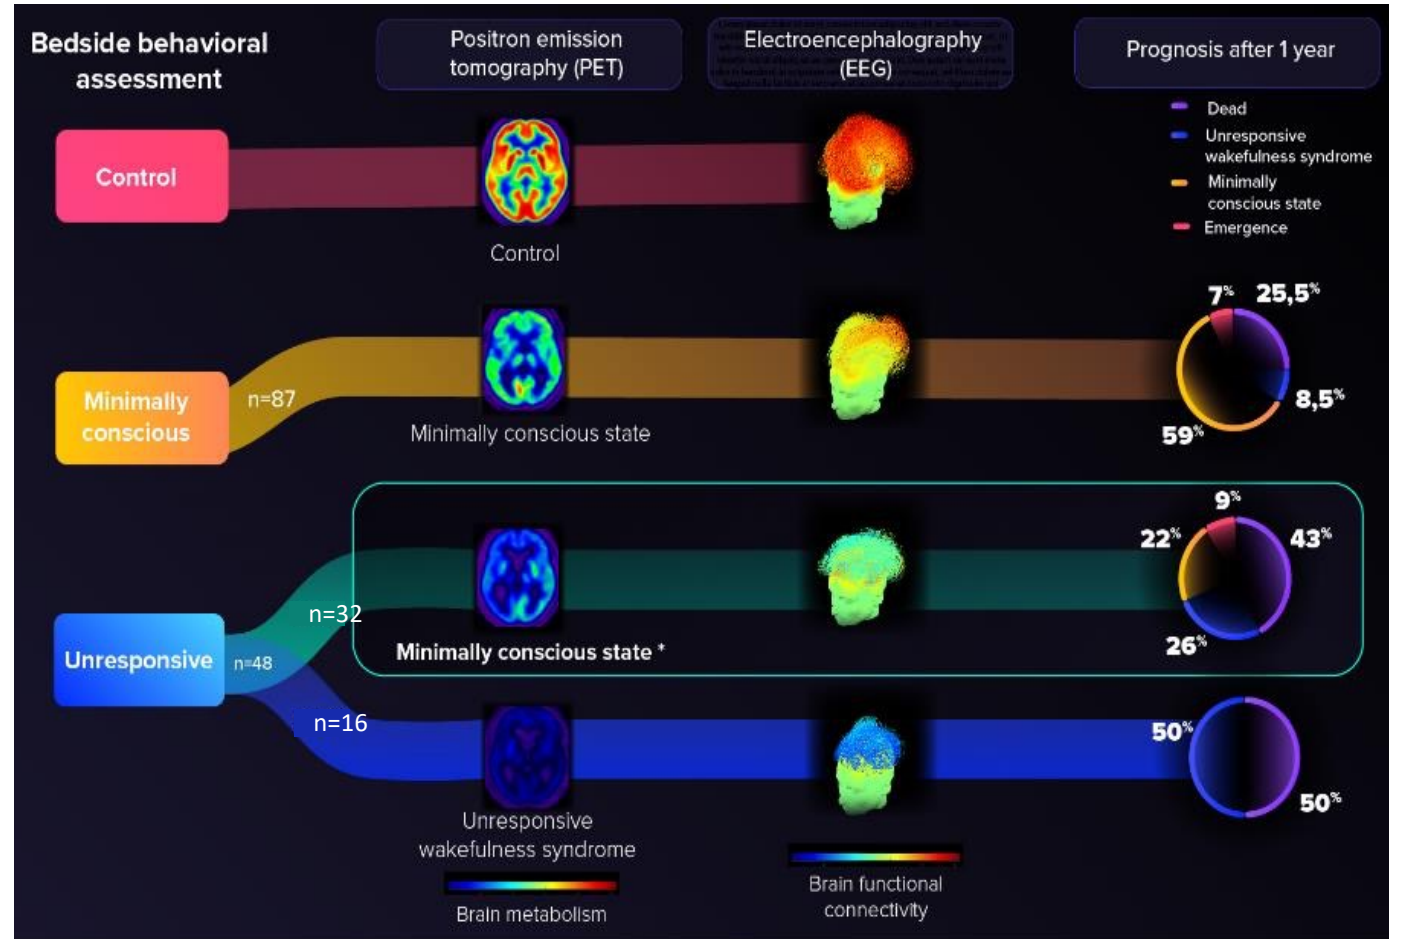 Bedside behavioral
assessment
Positron emission
tomography (PET)
Electroencephalography
(EEG)
Prognosis after 1 year
Dead
Unresponsive
wakefulness syndrome
Minimally
conscious state
Emergence
Control
Control
7%
25,5%
8,5%
59%
Minimally
conscious
n=87
Minimally conscious state
9%
22%
43%
26%
n=32
Minimally conscious state *
Unresponsive
n=48
n=16
50%
50%
Unresponsive
wakefulness syndrome
Brain metabolism
Brain functional
connectivity